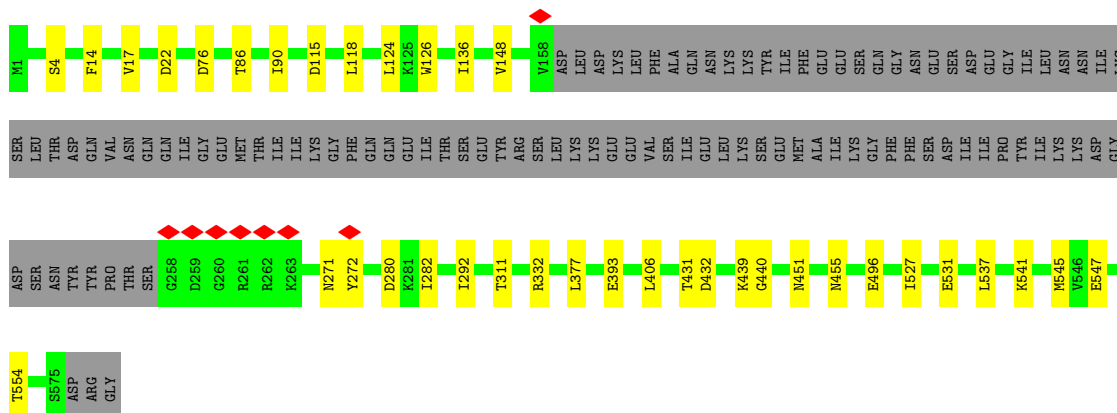 M1 S4 F14 V17 D22 D76 T86 I90 D115 L118 L124 K125 W126 I136 V148 V158 ASP LEU ASP LYS LEU PHE ALA GLN ASN LYS LYS TYR ILE PHE GLU GLU SER GLN GLY ASN GLU SER ASP GLU GLY ILE LEU ASN ASN ILE LYS
SER LEU THR ASP GLN VAL ASN GLN GLN ILE GLY GLU MET THR ILE ILE LYS GLY PHE GLN GLN GLU ILE THR SER GLU TYR ARG SER LEU LYS LYS GLU GLU VAL SER ILE GLU LEU LYS SER GLU MET ALA ILE LYS GLY PHE PHE SER ASP ILE ILE PRO TYR ILE LYS LYS ASP GLY
ASP SER ASN TYR TYR PRO THR SER G258 D259 G260 R261 R262 K263 N271 Y272 D280 K281 I282 I292 T311 R332 L377 E393 L406 T431 D432 K439 G440 N451 N455 E496 I527 E531 L537 K541 M545 V546 E547
T554 S575 ASP ARG GLY